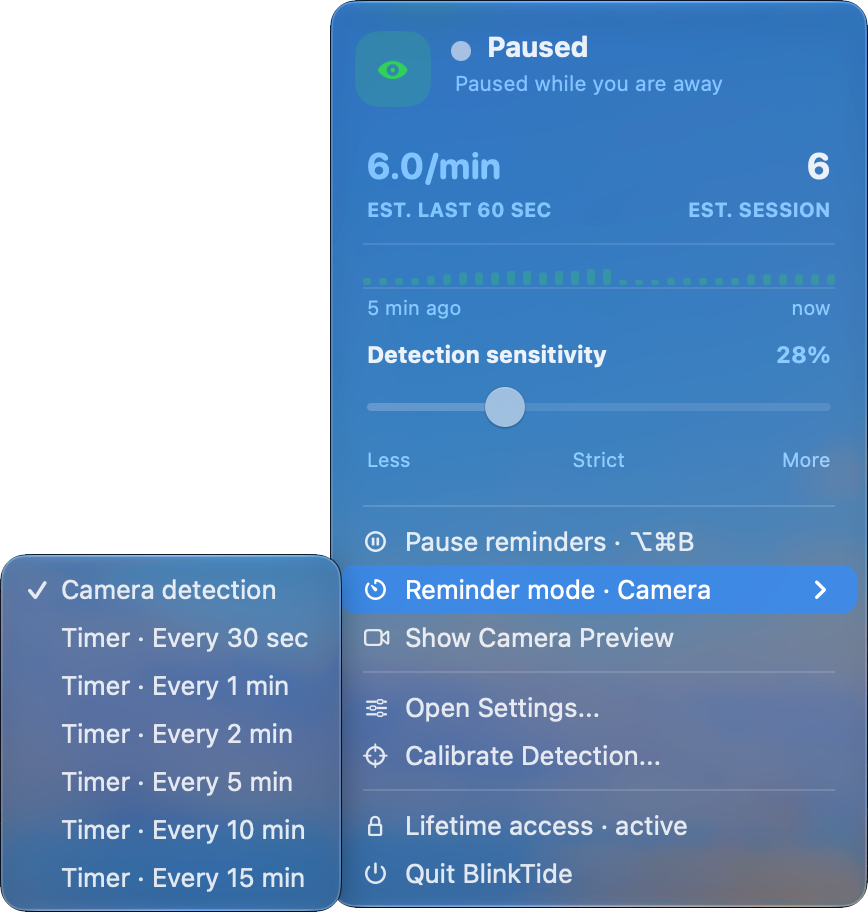 Paused
Paused while you are away
6.0/min
6
EST. LAST 60 SEC
EST. SESSION
5 min ago
now
Detection sensitivity
28%
Less
Strict
More
Pause reminders · ⌥⌘B
Reminder mode · Camera
Show Camera Preview
Open Settings...
Calibrate Detection...
Lifetime access · active
Quit BlinkTide
Camera detection
Timer · Every 30 sec
Timer · Every 1 min
Timer · Every 2 min
Timer · Every 5 min
Timer · Every 10 min
Timer · Every 15 min